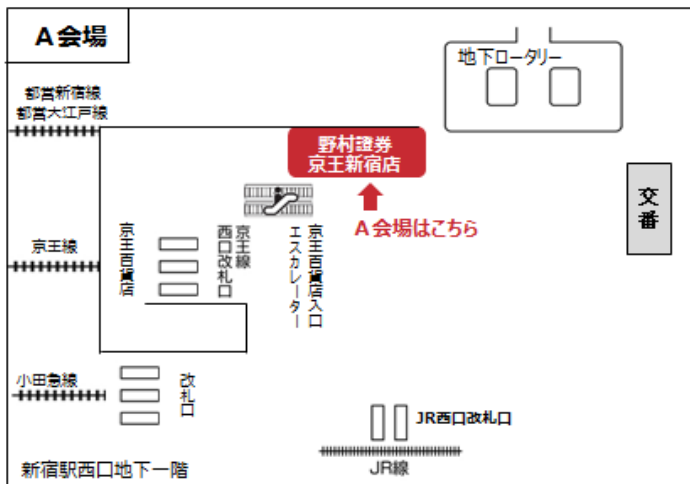 A会場
地下ロータリー
都営新宿線
都営大江戸線
野村證券
京王新宿店
交番
A会場はこちら
京王線
京王百貨店
京王線
西口改札口
京王百貨店入口
エスカレーター
小田急線
改札口
JR西口改札口
JR線
新宿駅西口地下一階